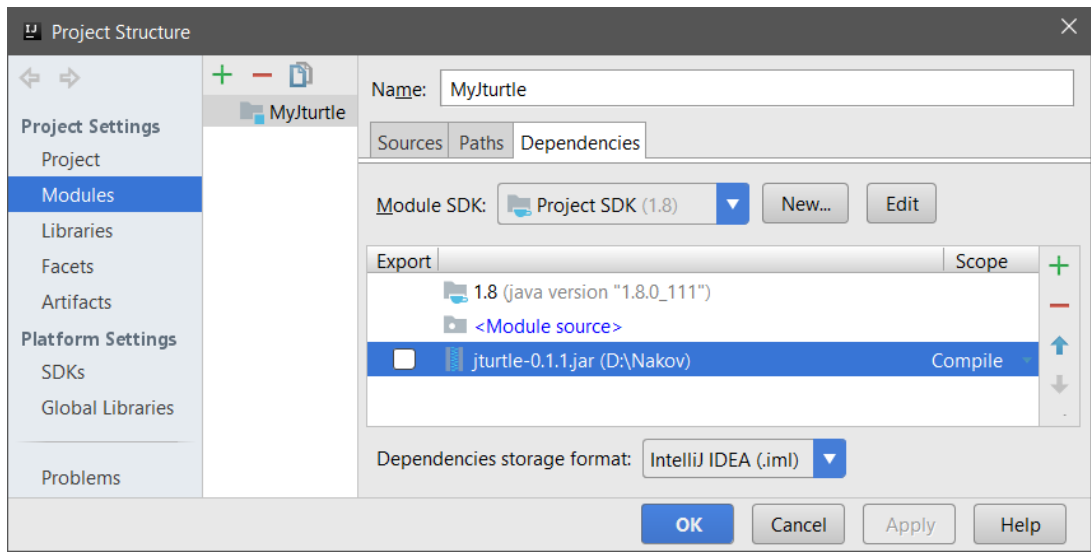 Project Structure
Project Settings
Project
Modules
Libraries
Facets
Artifacts
Platform Settings
SDKs
Global Libraries
Problems
MyJturtle
Name: MyJturtle
Sources Paths Dependencies
Module SDK: Project SDK (1.8) New... Edit
Export Scope
1.8 (java version "1.8.0_111")
<Module source>
jturtle-0.1.1.jar (D:\Nakov) Compile
Dependencies storage format: IntelliJ IDEA (.iml)
OK Cancel Apply Help